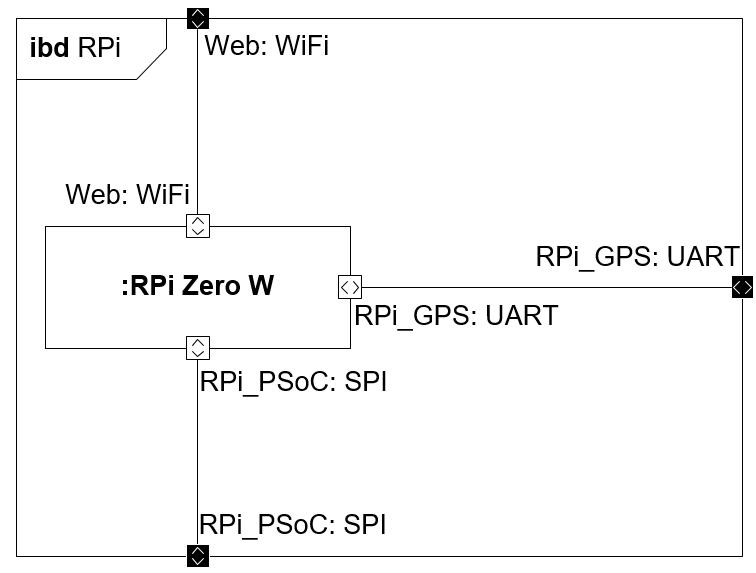 ibd RPi
Web: WiFi
Web: WiFi
:RPi Zero W
RPi_GPS: UART
RPi_GPS: UART
RPi_PSoC: SPI
RPi_PSoC: SPI